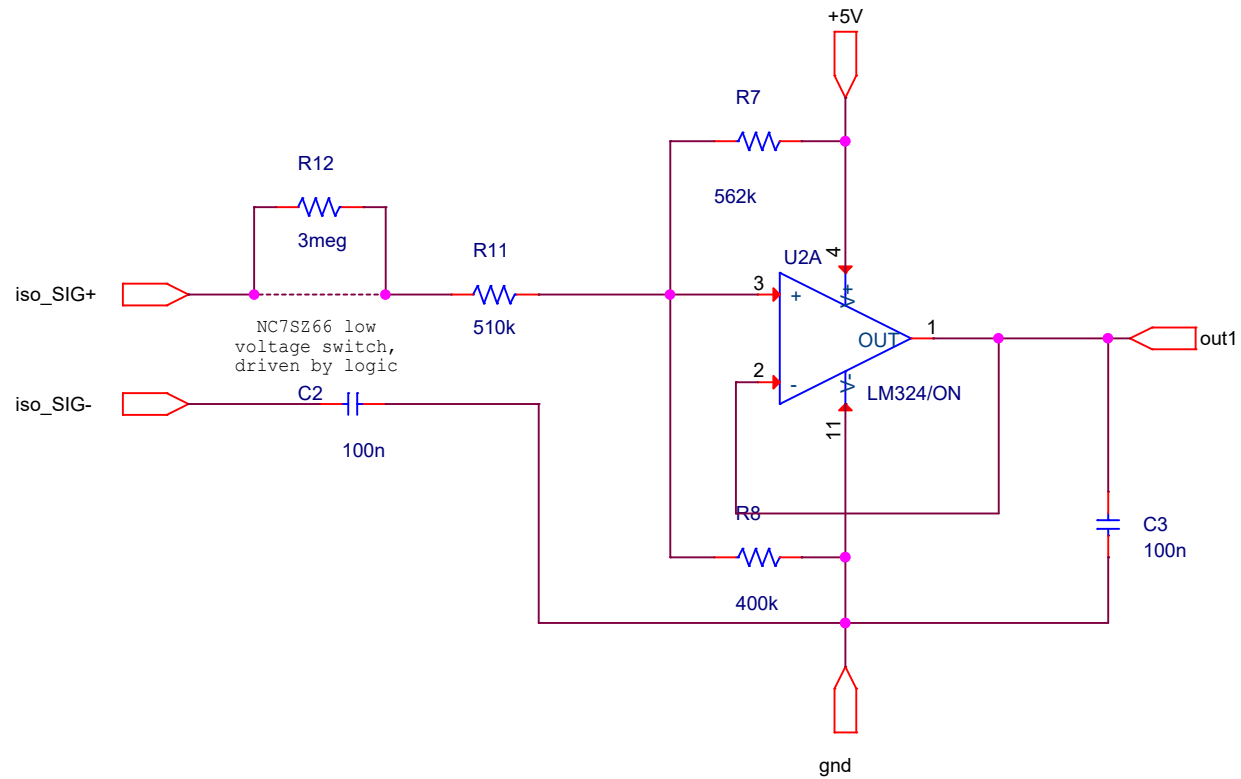 +5V
R7
562k
R12
3meg
R11
510k
U2A
4
V+
iso_SIG+
3
+
1
OUT
out1
NC7SZ66 low
voltage switch,
driven by logic
2
-
V-
LM324/ON
11
iso_SIG-
C2
100n
R8
400k
C3
100n
gnd